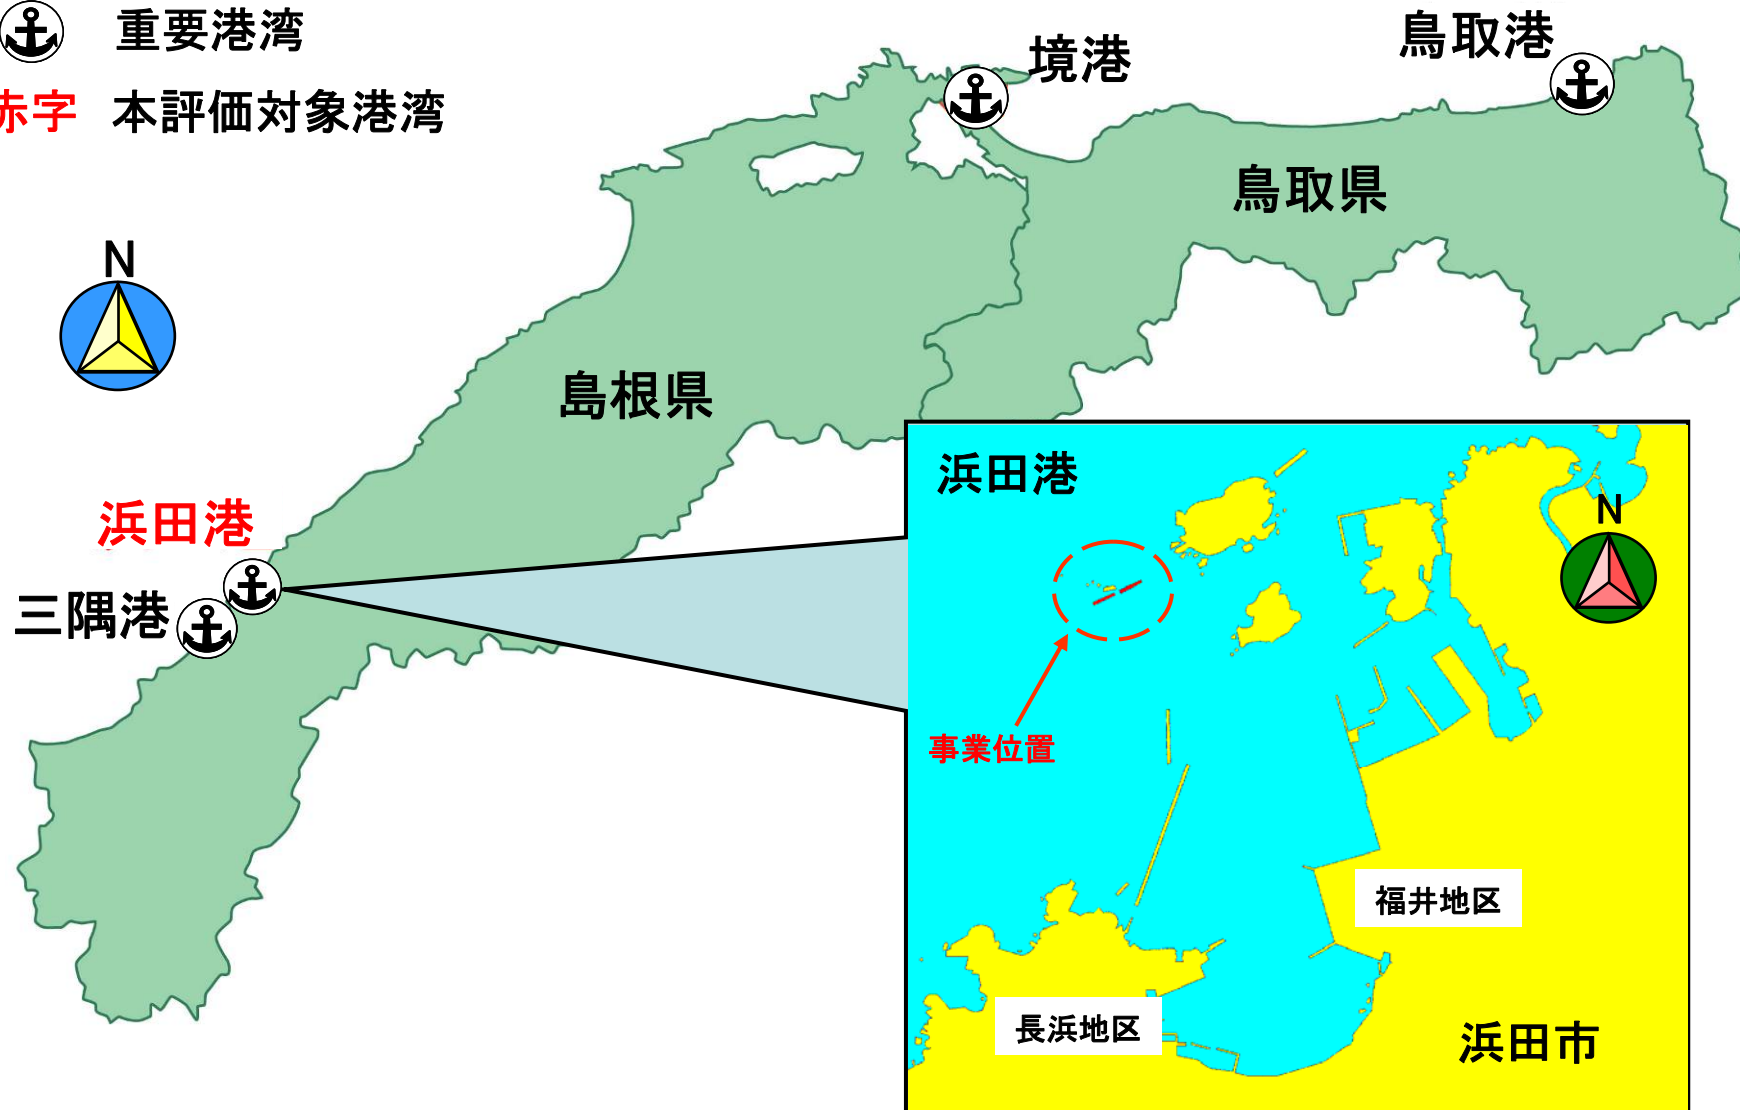 重要港湾
赤字 本評価対象港湾
境港
鳥取港
鳥取県
N
島根県
浜田港
三隅港
浜田港
N
事業位置
福井地区
長浜地区
浜田市